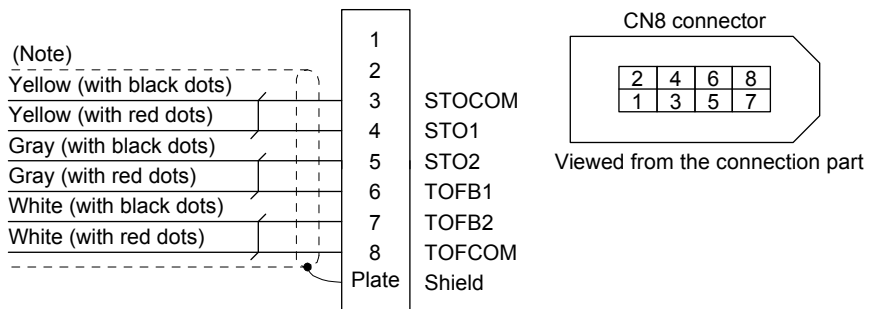 (Note)
Yellow (with black dots)
Yellow (with red dots)
Gray (with black dots)
Gray (with red dots)
White (with black dots)
White (with red dots)
1
2
3 STOCOM
4 STO1
5 STO2
6 TOFB1
7 TOFB2
8 TOFCOM
Plate Shield
CN8 connector
2 4 6 8
1 3 5 7
Viewed from the connection part